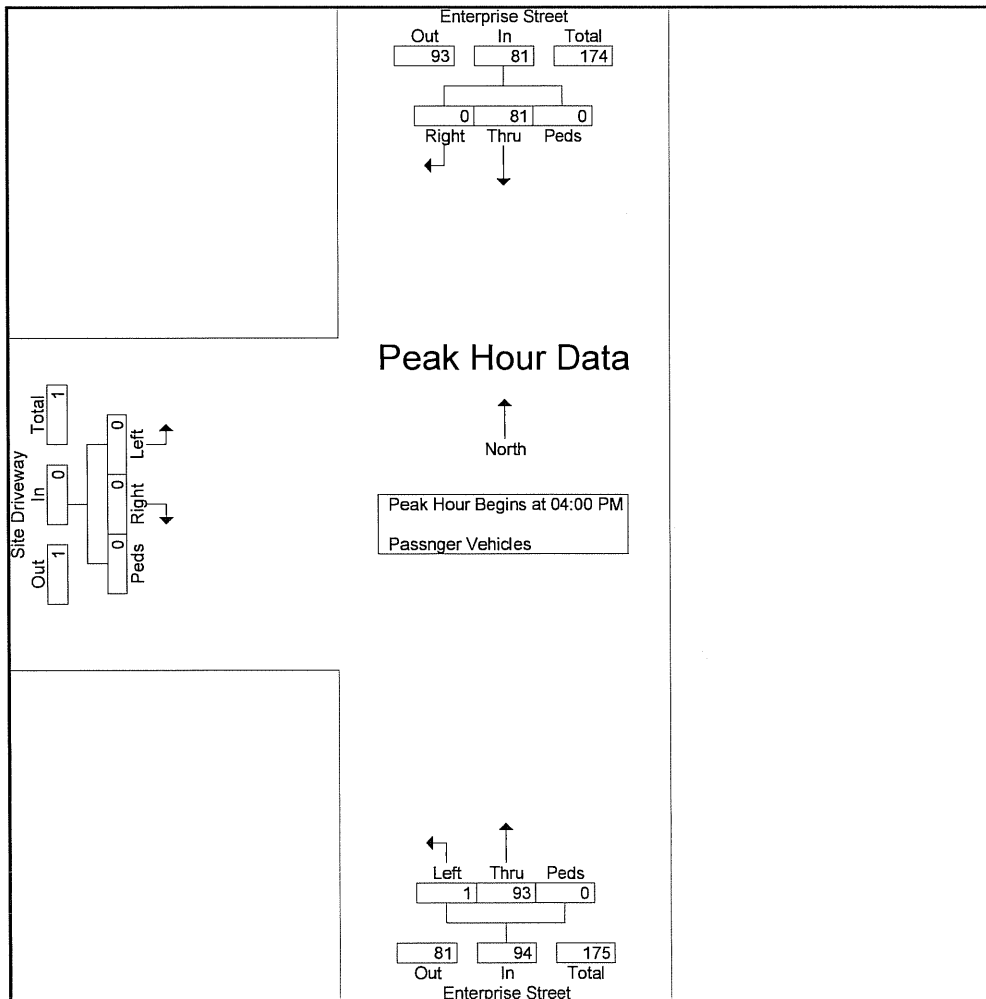 Enterprise Street
Out In Total
93 81 174
0 81 0
Right Thru Peds
Peak Hour Data
North
Peak Hour Begins at 04:00 PM
Passnger Vehicles
Site Driveway
Out In Total
1 0 1
0 0 0
Peds Right Left
Left Thru Peds
1 93 0
81 94 175
Out In Total
Enterprise Street